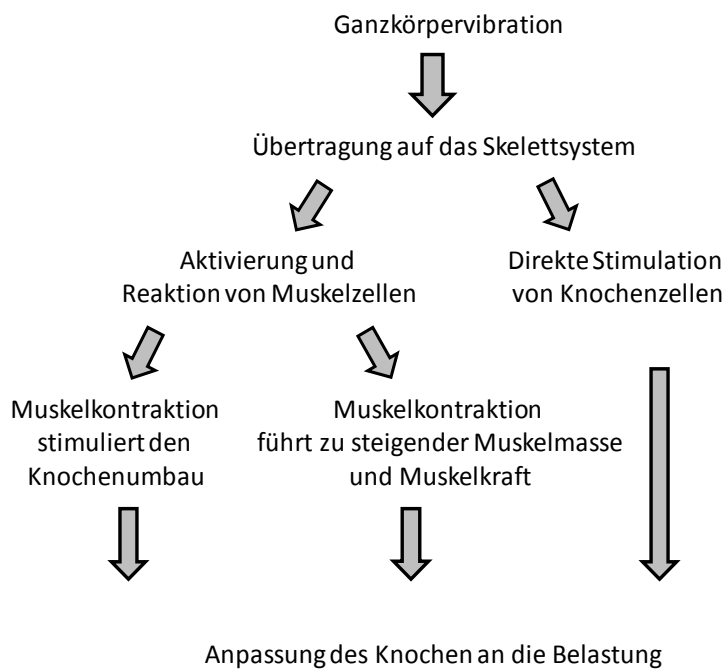 Ganzkörpervibration
Übertragung auf das Skelettsystem
Aktivierung und
Reaktion von Muskelzellen
Direkte Stimulation
von Knochenzellen
Muskelkontraktion
stimuliert den
Knochenumbau
Muskelkontraktion
führt zu steigender Muskelmasse
und Muskelkraft
Anpassung des Knochen an die Belastung